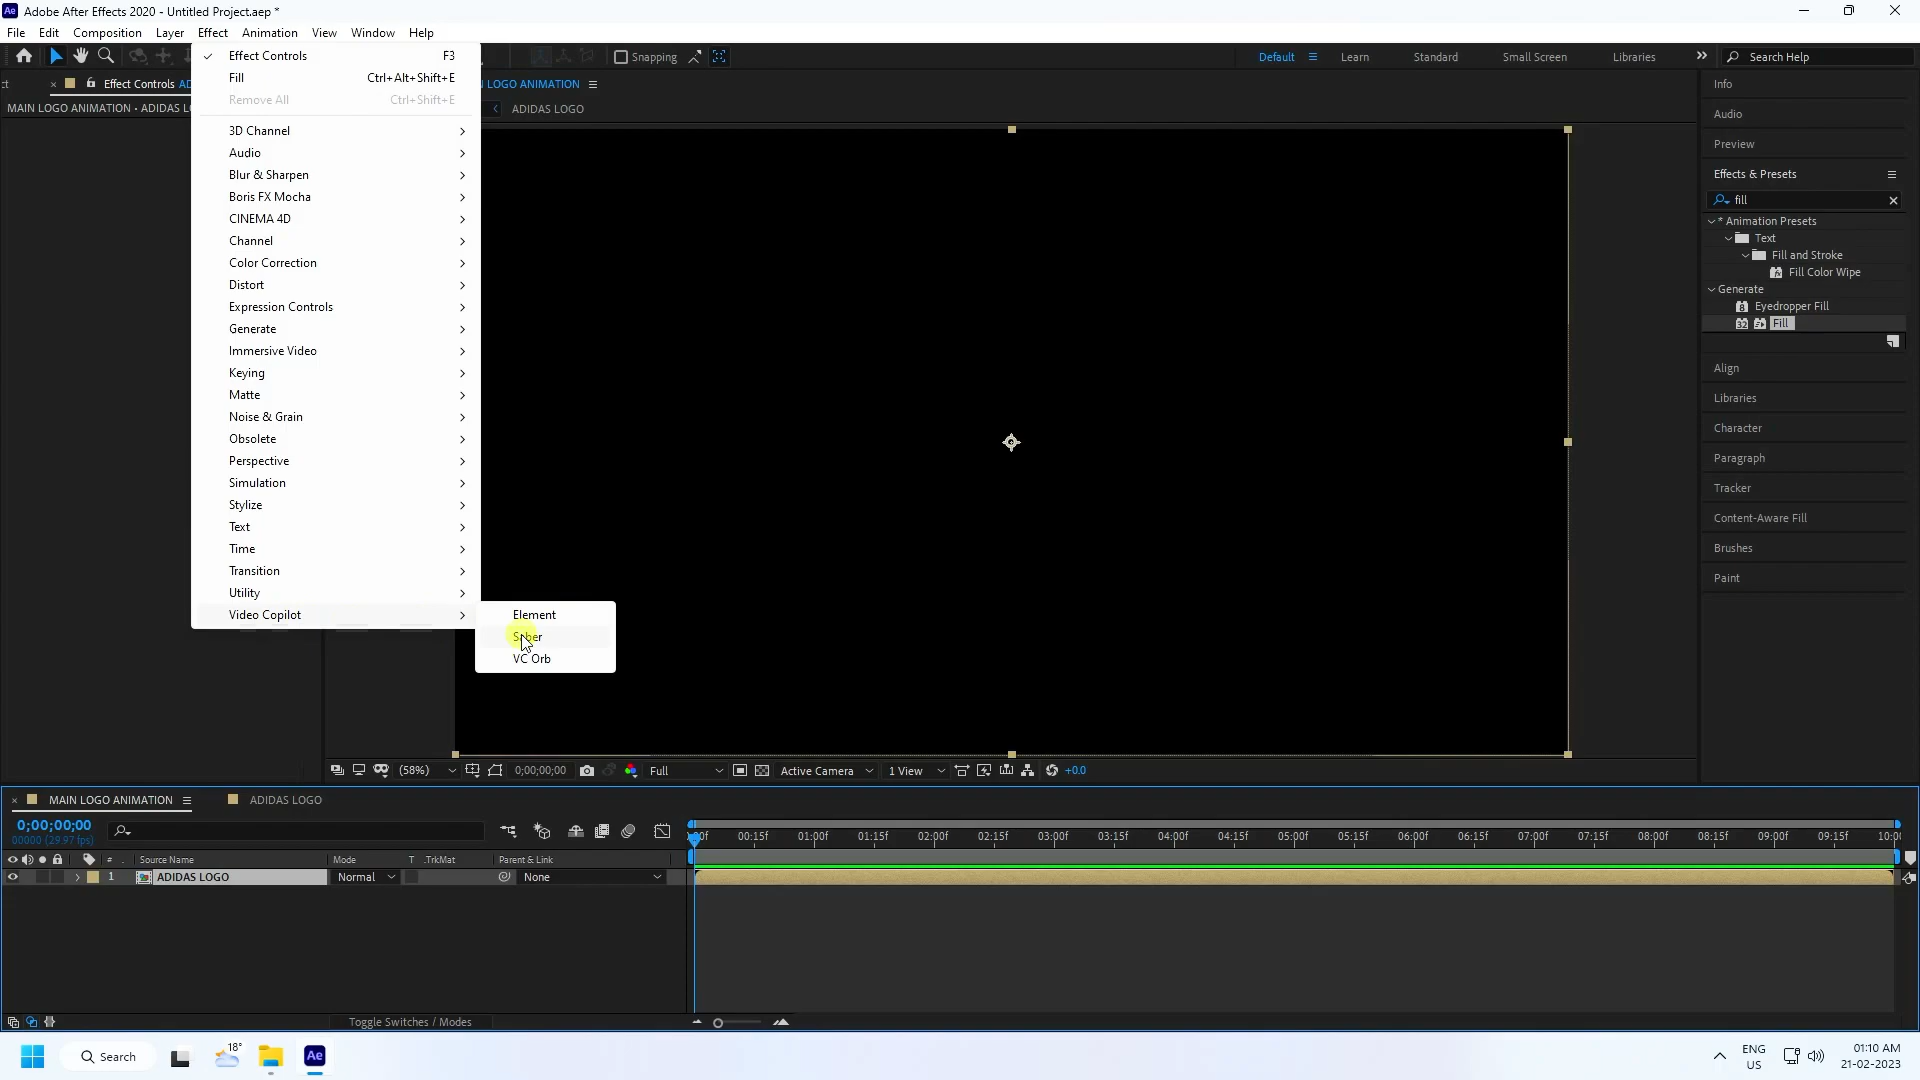 Adobe After Effects 2020 - Untitled Project.aep *
File Edit Composition Layer Effect Animation View Window Help
Snapping
Default Learn Standard Small Screen Libraries Search Help
Effect Controls
MAIN LOGO ANIMATION • ADIDAS
LOGO ANIMATION
ADIDAS LOGO
Effect Controls F3
Fill Ctrl+Alt+Shift+E
Remove All Ctrl+Shift+E
3D Channel
Audio
Blur & Sharpen
Boris FX Mocha
CINEMA 4D
Channel
Color Correction
Distort
Expression Controls
Generate
Immersive Video
Keying
Matte
Noise & Grain
Obsolete
Perspective
Simulation
Stylize
Text
Time
Transition
Utility
Video Copilot
Element
Saber
VC Orb
Info
Audio
Preview
Effects & Presets
fill
* Animation Presets
Text
Fill and Stroke
Fill Color Wipe
Generate
Eyedropper Fill
Fill
Align
Libraries
Character
Paragraph
Tracker
Content-Aware Fill
Brushes
Paint
(58%) 0;00;00;00 Full Active Camera 1 View +0.0
MAIN LOGO ANIMATION ADIDAS LOGO
0;00;00;00
00000 (29.97 fps)
00:15f 01:00f 01:15f 02:00f 02:15f 03:00f 03:15f 04:00f 04:15f 05:00f 05:15f 06:00f 06:15f 07:00f 07:15f 08:00f 08:15f 09:00f 09:15f 10:00
# Source Name Mode T .TrkMat Parent & Link
1 ADIDAS LOGO Normal None
Toggle Switches / Modes
Search 18° Ae
ENG
US
01:10 AM
21-02-2023